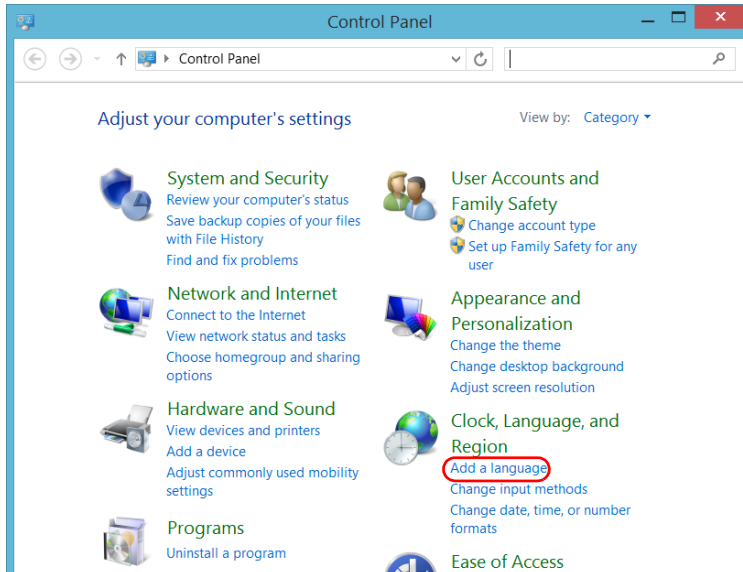 Control Panel
Control Panel
Adjust your computer's settings
View by: Category
System and Security
Review your computer's status
Save backup copies of your files
with File History
Find and fix problems
Network and Internet
Connect to the Internet
View network status and tasks
Choose homegroup and sharing
options
Hardware and Sound
View devices and printers
Add a device
Adjust commonly used mobility
settings
Programs
Uninstall a program
User Accounts and
Family Safety
Change account type
Set up Family Safety for any
user
Appearance and
Personalization
Change the theme
Change desktop background
Adjust screen resolution
Clock, Language, and
Region
Add a language
Change input methods
Change date, time, or number
formats
Ease of Access